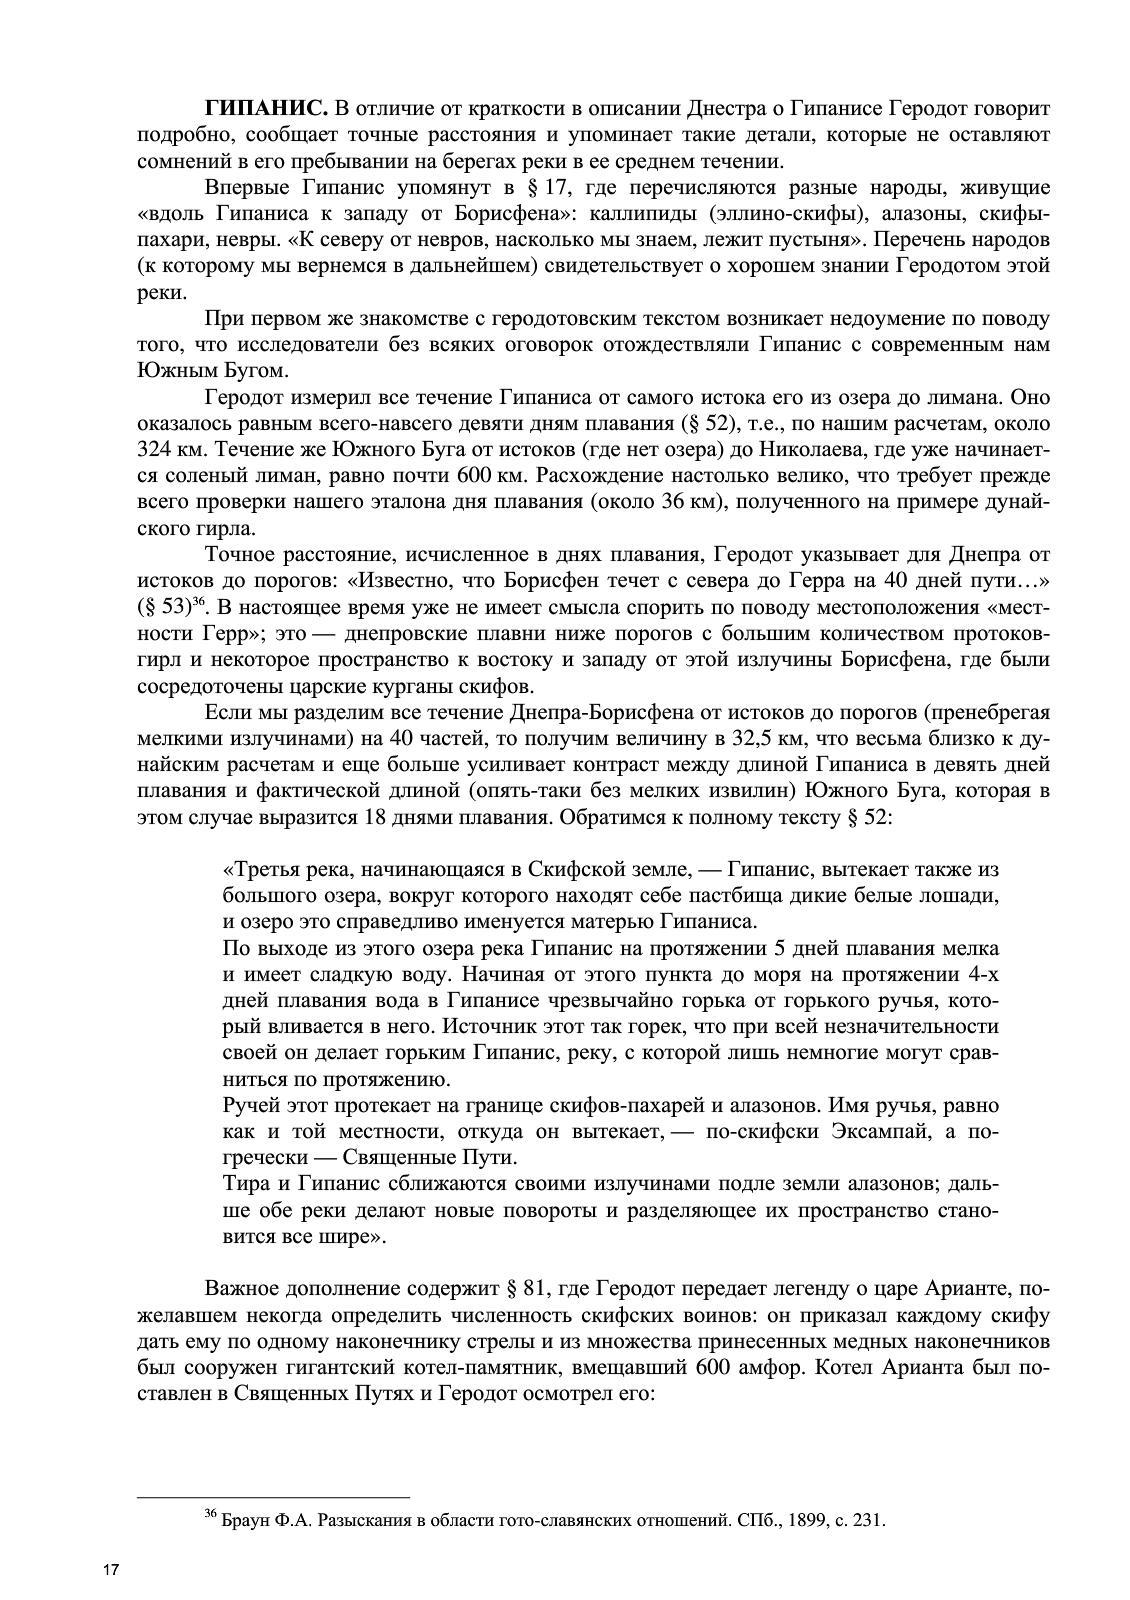 ГИПАНИС. В отличие от краткости в описании Днестра о Гипанисе Геродот говорит
подробно, сообщает точные расстояния и упоминает такие детали, которые не оставляют
сомнений в его пребывании на берегах реки в ее среднем течении.
Впервые Гипанис упомянут в § 17, где перечисляются разные народы, живущие
«вдоль Гипаниса к западу от Борисфена»: каллипиды (эллино-скифы), алазоны, скифы-
пахари, невры. «К северу от невров, насколько мы знаем, лежит пустыня». Перечень народов
(к которому мы вернемся в дальнейшем) свидетельствует о хорошем знании Геродотом этой
реки.
При первом же знакомстве с геродотовским текстом возникает недоумение по поводу
того, что исследователи без всяких оговорок отождествляли Гипанис с современным нам
Южным Бугом.
Геродот измерил все течение Гипаниса от самого истока его из озера до лимана. Оно
оказалось равным всего-навсего девяти дням плавания (§ 52), т.е., по нашим расчетам, около
324 км. Течение же Южного Буга от истоков (где нет озера) до Николаева, где уже начинает-
ся соленый лиман, равно почти 600 км. Расхождение настолько велико, что требует прежде
всего проверки нашего эталона дня плавания (около 36 км), полученного на примере дунай-
ского гирла.
Точное расстояние, исчисленное в днях плавания, Геродот указывает для Днепра от
истоков до порогов: «Известно, что Борисфен течет с севера до Герра на 40 дней пути…»
(§ 53)³⁶. В настоящее время уже не имеет смысла спорить по поводу местоположения «мест-
ности Герр»; это — днепровские плавни ниже порогов с большим количеством протоков-
гирл и некоторое пространство к востоку и западу от этой излучины Борисфена, где были
сосредоточены царские курганы скифов.
Если мы разделим все течение Днепра-Борисфена от истоков до порогов (пренебрегая
мелкими излучинами) на 40 частей, то получим величину в 32,5 км, что весьма близко к ду-
найским расчетам и еще больше усиливает контраст между длиной Гипаниса в девять дней
плавания и фактической длиной (опять-таки без мелких извилин) Южного Буга, которая в
этом случае выразится 18 днями плавания. Обратимся к полному тексту § 52:
«Третья река, начинающаяся в Скифской земле, — Гипанис, вытекает также из
большого озера, вокруг которого находят себе пастбища дикие белые лошади,
и озеро это справедливо именуется матерью Гипаниса.
По выходе из этого озера река Гипанис на протяжении 5 дней плавания мелка
и имеет сладкую воду. Начиная от этого пункта до моря на протяжении 4-х
дней плавания вода в Гипанисе чрезвычайно горька от горького ручья, кото-
рый вливается в него. Источник этот так горек, что при всей незначительности
своей он делает горьким Гипанис, реку, с которой лишь немногие могут срав-
ниться по протяжению.
Ручей этот протекает на границе скифов-пахарей и алазонов. Имя ручья, равно
как и той местности, откуда он вытекает, — по-скифски Эксампай, а по-
гречески — Священные Пути.
Тира и Гипанис сближаются своими излучинами подле земли алазонов; даль-
ше обе реки делают новые повороты и разделяющее их пространство стано-
вится все шире».
Важное дополнение содержит § 81, где Геродот передает легенду о царе Арианте, по-
желавшем некогда определить численность скифских воинов: он приказал каждому скифу
дать ему по одному наконечнику стрелы и из множества принесенных медных наконечников
был сооружен гигантский котел-памятник, вмещавший 600 амфор. Котел Арианта был по-
ставлен в Священных Путях и Геродот осмотрел его:
³⁶ Браун Ф.А. Разыскания в области гото-славянских отношений. СПб., 1899, с. 231.
17